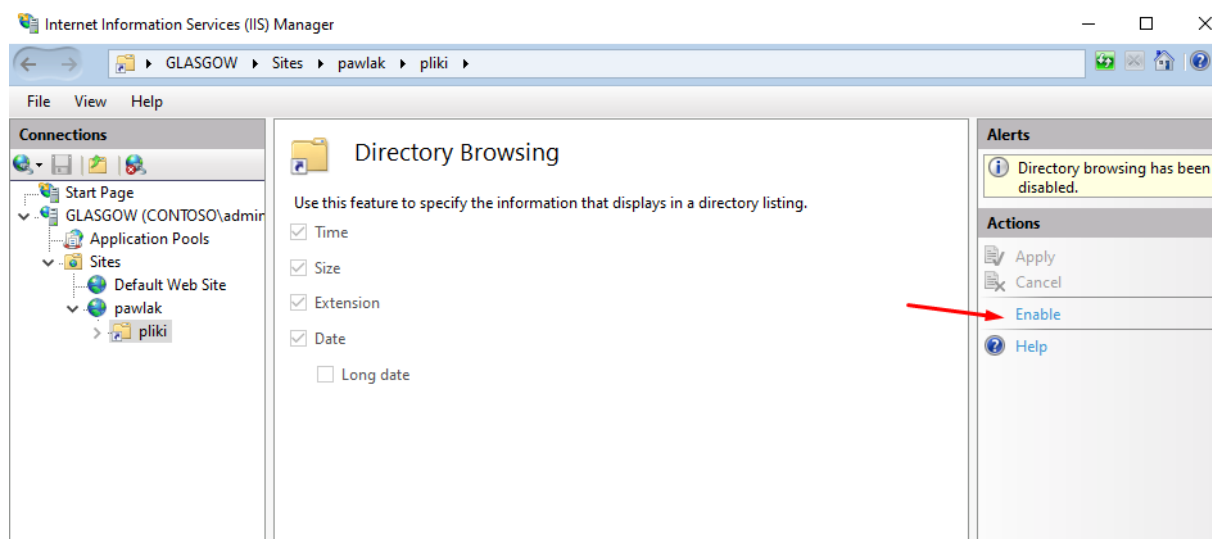 Internet Information Services (IIS) Manager
GLASGOW Sites pawlak pliki
File View Help
Connections
Start Page
GLASGOW (CONTOSO\admin
Application Pools
Sites
Default Web Site
pawlak
pliki
Directory Browsing
Use this feature to specify the information that displays in a directory listing.
Time
Size
Extension
Date
Long date
Alerts
Directory browsing has been
disabled.
Actions
Apply
Cancel
Enable
Help